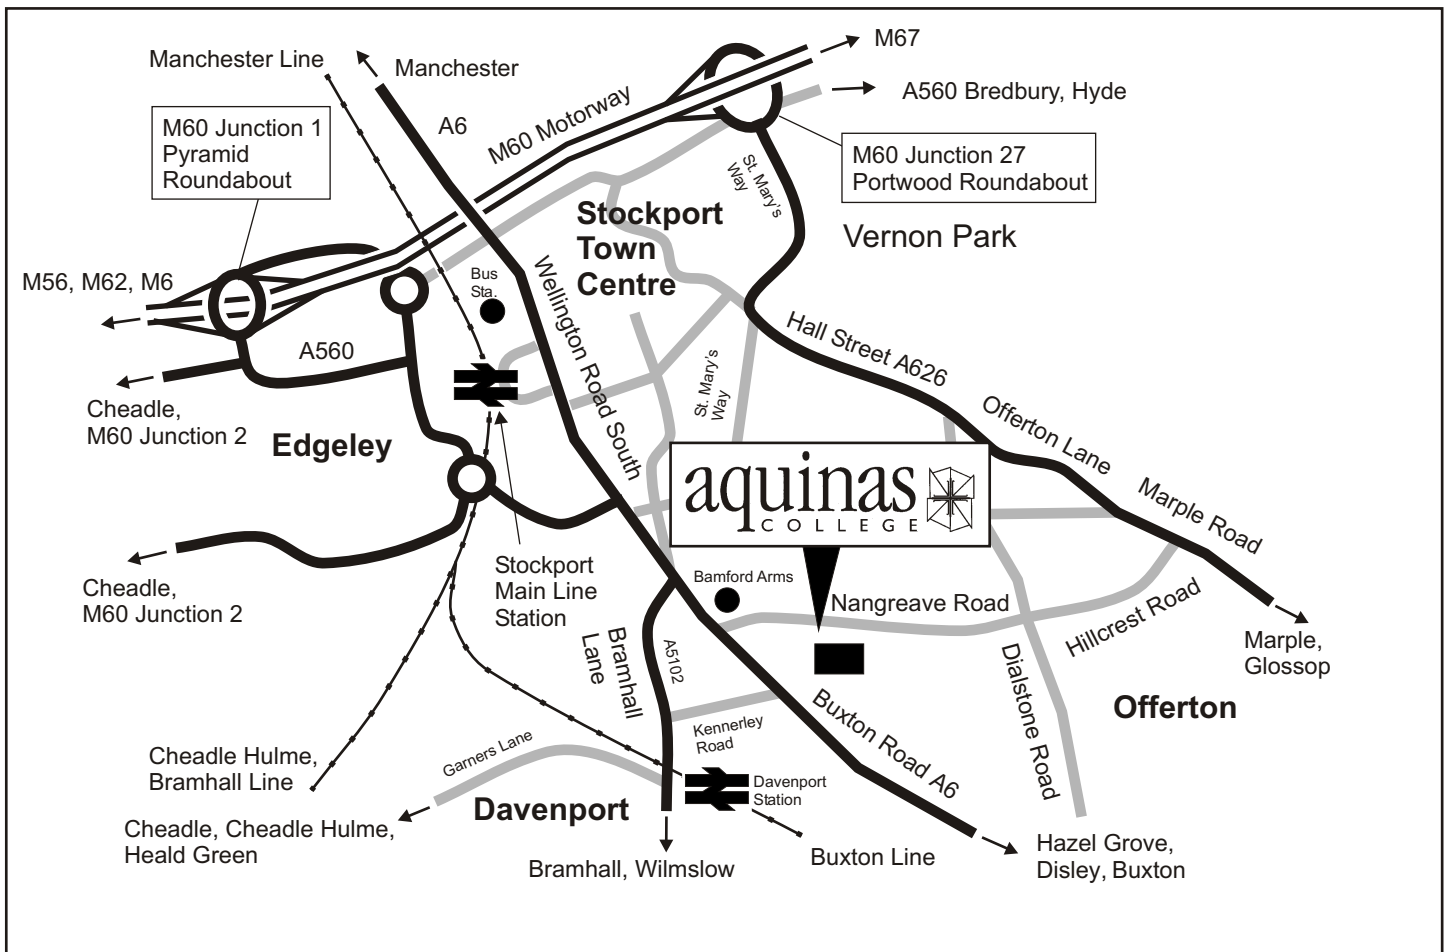 Manchester Line
Manchester
A6
M60 Motorway
M67
A560 Bredbury, Hyde
M60 Junction 1
Pyramid
Roundabout
M60 Junction 27
Portwood Roundabout
St. Mary's
Way
Vernon Park
Stockport
Town
Centre
M56, M62, M6
Bus
Sta.
Wellington Road South
A560
Hall Street A626
St. Mary's
Way
Cheadle,
M60 Junction 2
Edgeley
Offerton Lane
Marple Road
aquinas
COLLEGE
Cheadle,
M60 Junction 2
Stockport
Main Line
Station
Bamford Arms
Nangreave Road
Hillcrest Road
Marple,
Glossop
Bramhall
Lane
A5102
Dialstone Road
Offerton
Kennerley
Road
Buxton Road A6
Garners Lane
Cheadle Hulme,
Bramhall Line
Davenport
Davenport
Station
Cheadle, Cheadle Hulme,
Heald Green
Bramhall, Wilmslow
Buxton Line
Hazel Grove,
Disley, Buxton